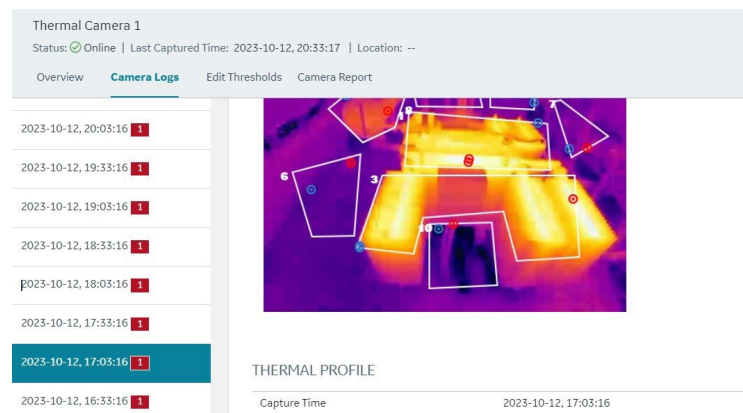 Thermal Camera 1
Status: Online | Last Captured Time: 2023-10-12, 20:33:17 | Location: --
Overview Camera Logs Edit Thresholds Camera Report
2023-10-12, 20:03:16 1
2023-10-12, 19:33:16 1
2023-10-12, 19:03:16 1
2023-10-12, 18:33:16 1
2023-10-12, 18:03:16 1
2023-10-12, 17:33:16 1
2023-10-12, 17:03:16 1
2023-10-12, 16:33:16 1
1
8
7
6
3
10
THERMAL PROFILE
Capture Time 2023-10-12, 17:03:16